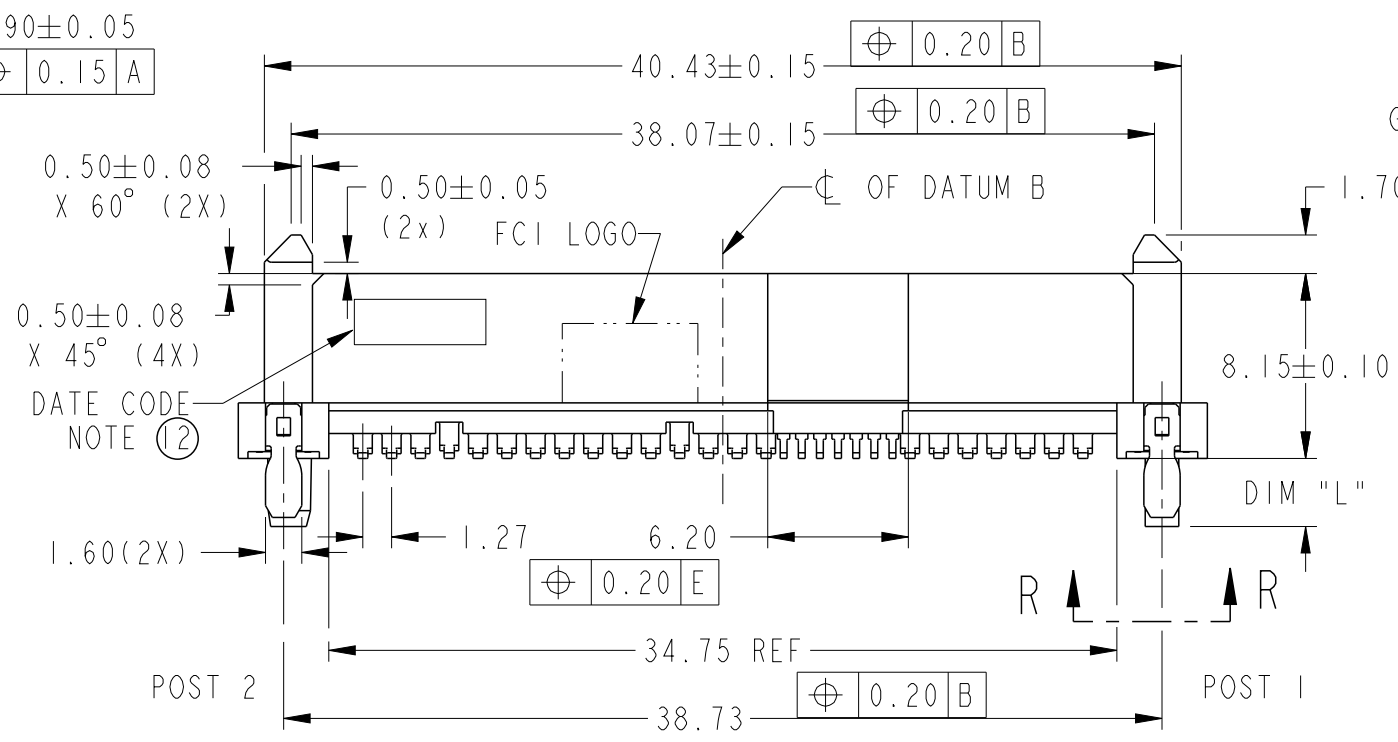 90±0.05
0.15 A
40.43±0.15
0.20 B
38.07±0.15
0.20 B
0.50±0.08
X 60° (2X)
0.50±0.05
(2x)
FCI LOGO
℄ OF DATUM B
1.70
0.50±0.08
X 45° (4X)
8.15±0.10
DATE CODE
NOTE 12
DIM "L"
1.60(2X)
1.27
6.20
0.20 E
R R
34.75 REF
POST 2
0.20 B
POST 1
38.73